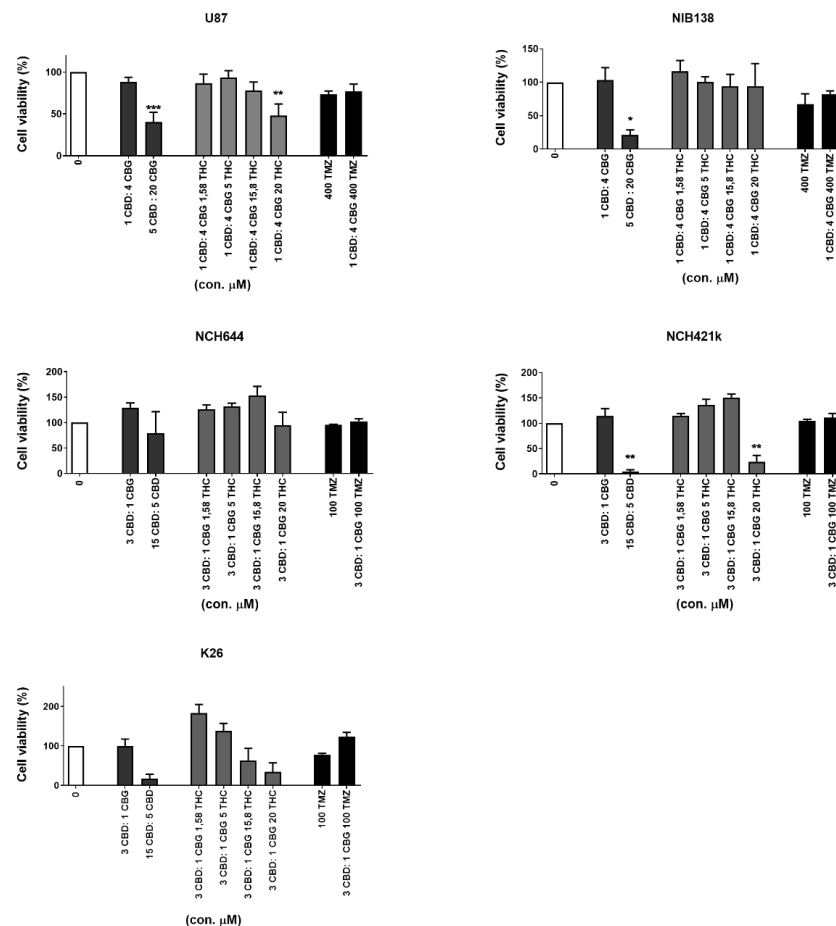 U87
Cell viability (%)
150
100
50
0
0
1 CBD: 4 CBG
5 CBD : 20 CBG
***
1 CBD: 4 CBG 1,58 THC
1 CBD: 4 CBG 5 THC
1 CBD: 4 CBG 15,8 THC
1 CBD: 4 CBG 20 THC
**
400 TMZ
1 CBD: 4 CBG 400 TMZ
(con. µM)
NIB138
Cell viability (%)
150
100
50
0
0
1 CBD: 4 CBG
5 CBD : 20 CBG
*
1 CBD: 4 CBG 1,58 THC
1 CBD: 4 CBG 5 THC
1 CBD: 4 CBG 15,8 THC
1 CBD: 4 CBG 20 THC
400 TMZ
1 CBD: 4 CBG 400 TMZ
(con. µM)
NCH644
Cell viability (%)
200
150
100
50
0
0
3 CBD: 1 CBG
15 CBD: 5 CBD
3 CBD: 1 CBG 1,58 THC
3 CBD: 1 CBG 5 THC
3 CBD: 1 CBG 15,8 THC
3 CBD: 1 CBG 20 THC
100 TMZ
3 CBD: 1 CBG 100 TMZ
(con. µM)
NCH421k
Cell viability (%)
200
150
100
50
0
0
3 CBD: 1 CBG
15 CBD: 5 CBD
**
3 CBD: 1 CBG 1,58 THC
3 CBD: 1 CBG 5 THC
3 CBD: 1 CBG 15,8 THC
3 CBD: 1 CBG 20 THC
**
100 TMZ
3 CBD: 1 CBG 100 TMZ
(con. µM)
K26
Cell viability (%)
200
100
0
0
3 CBD: 1 CBG
15 CBD: 5 CBD
3 CBD: 1 CBG 1,58 THC
3 CBD: 1 CBG 5 THC
3 CBD: 1 CBG 15,8 THC
3 CBD: 1 CBG 20 THC
100 TMZ
3 CBD: 1 CBG 100 TMZ
(con. µM)